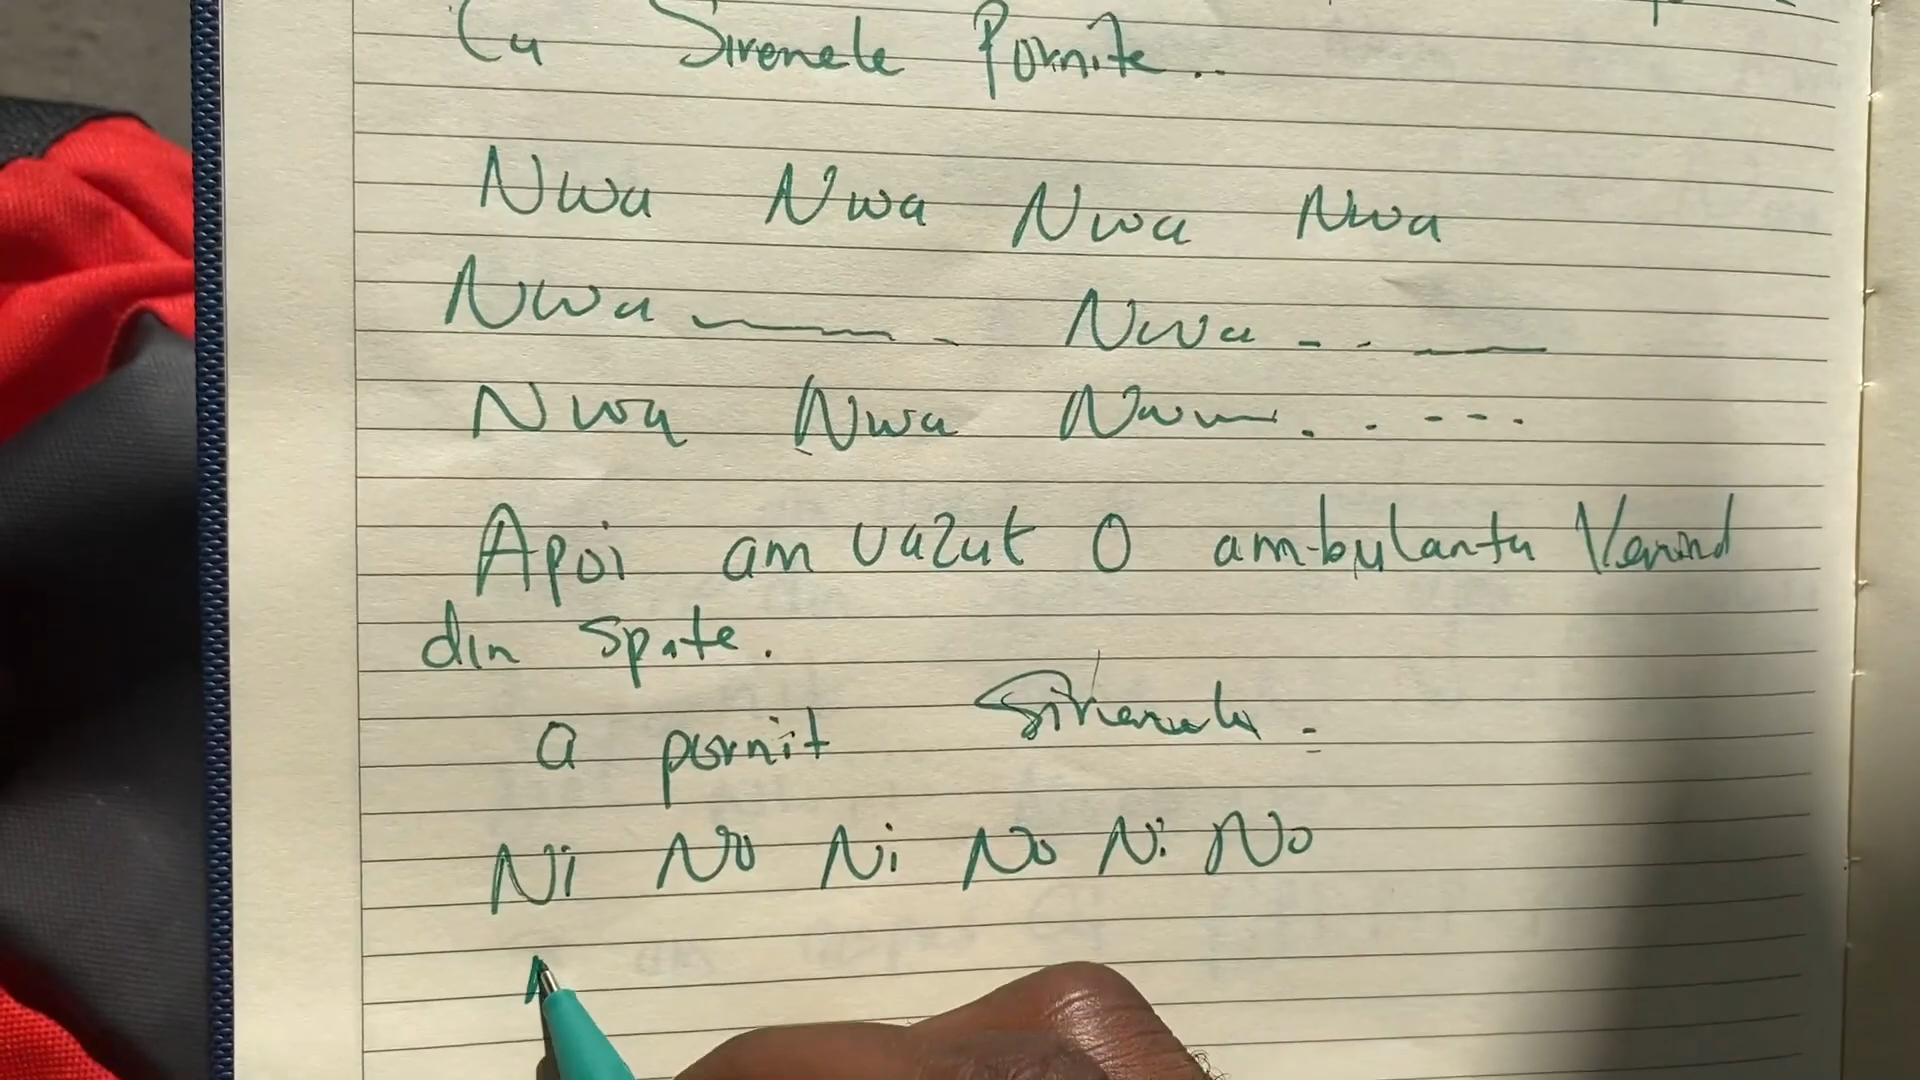 Cu Sirenele Pornite..
Nwa Nwa Nwa Nwa
Nwa ——. Nwa - - —
Nwa Nwa Nwa—. . - - - .
Apoi am vazut O ambulanta Venind
din spate.
a pornit Sirenele.
Ni No Ni No Ni No